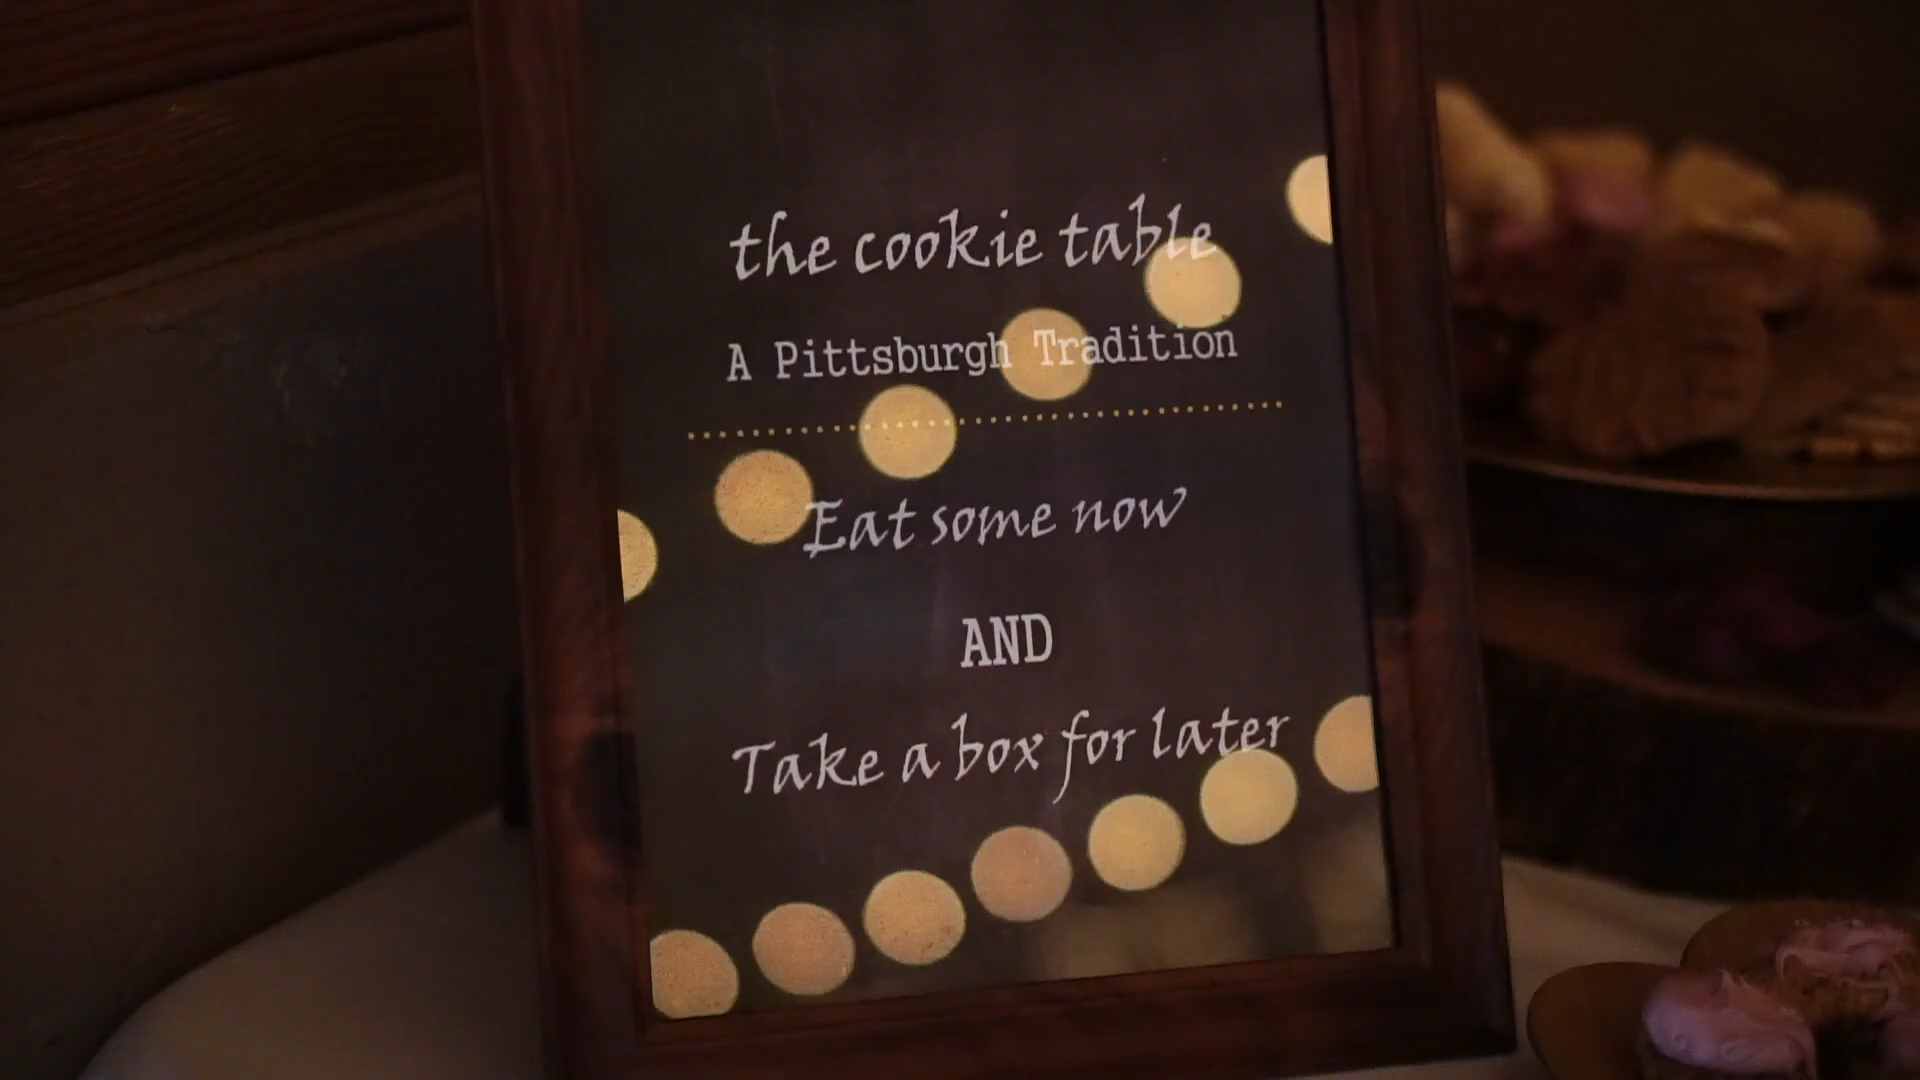 the cookie table
A Pittsburgh Tradition
Eat some now
AND
Take a box for later